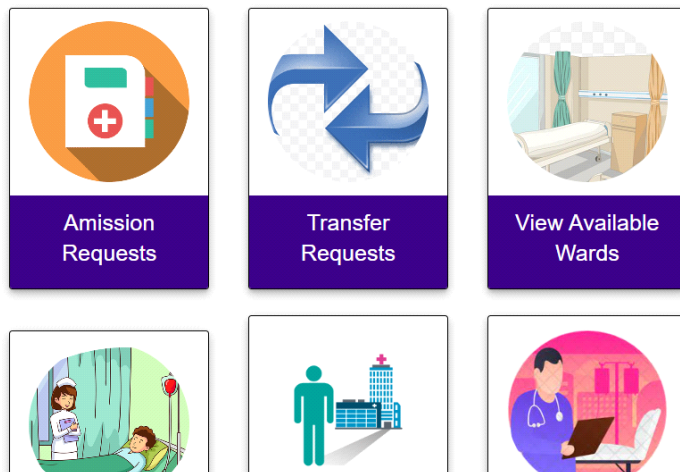 Amission
Requests
Transfer
Requests
View Available
Wards